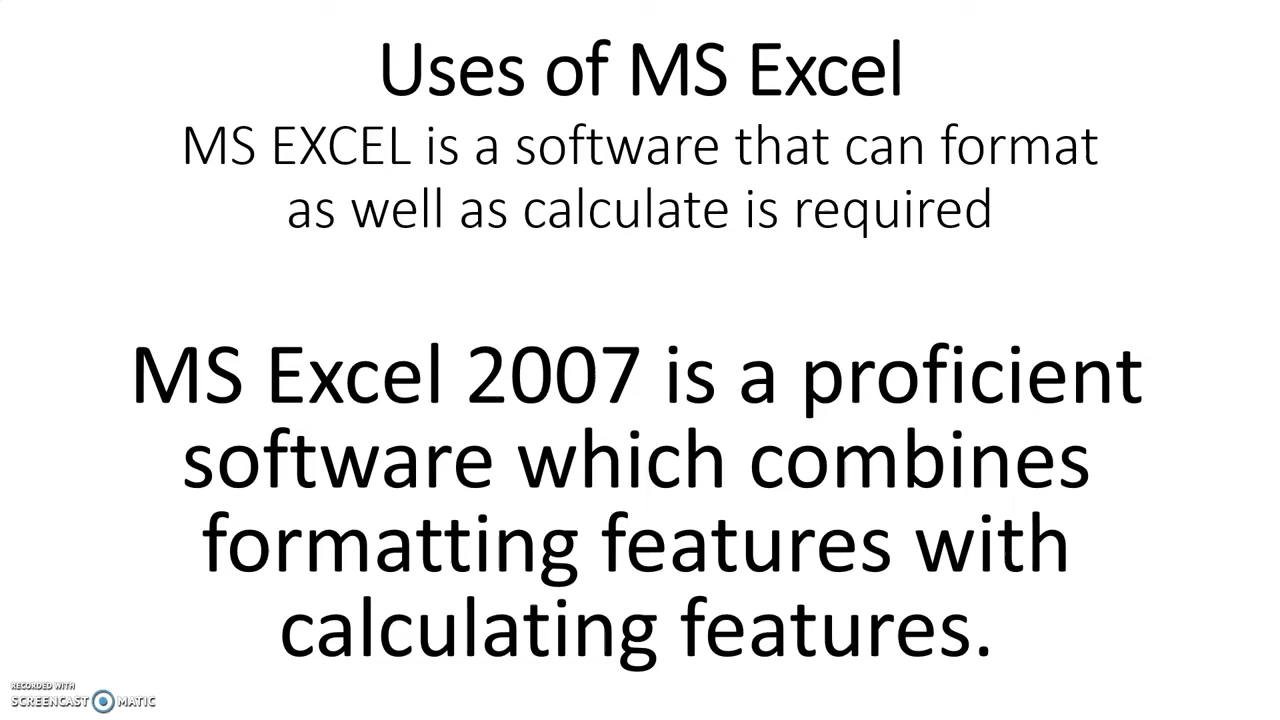 Uses of MS Excel
MS EXCEL is a software that can format
as well as calculate is required
MS Excel 2007 is a proficient
software which combines
formatting features with
calculating features.
RECORDED WITH
SCREENCAST MATIC